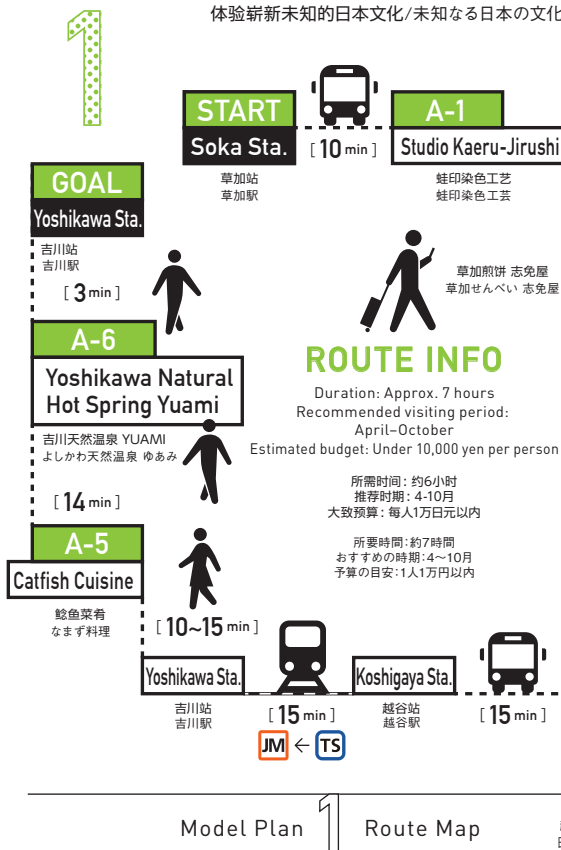 体验崭新未知的日本文化/未知なる日本の文化
1
START
Soka Sta.
草加站
草加駅
[ 10 min ]
A-1
Studio Kaeru-Jirushi
蛙印染色工艺
蛙印染色工芸
GOAL
Yoshikawa Sta.
吉川站
吉川駅
[ 3 min ]
草加煎饼 志免屋
草加せんべい 志免屋
A-6
Yoshikawa Natural
Hot Spring Yuami
吉川天然温泉 YUAMI
よしかわ天然温泉 ゆあみ
ROUTE INFO
Duration: Approx. 7 hours
Recommended visiting period:
April–October
Estimated budget: Under 10,000 yen per person
所需时间：约6小时
推荐时期：4-10月
大致预算：每人1万日元以内
所要時間：約7時間
おすすめの時期：4〜10月
予算の目安：1人1万円以内
[ 14 min ]
A-5
Catfish Cuisine
鲶鱼菜肴
なまず料理
[ 10~15 min ]
Yoshikawa Sta.
吉川站
吉川駅
[ 15 min ]
JM ← TS
Koshigaya Sta.
越谷站
越谷駅
[ 15 min ]
Model Plan 1 Route Map